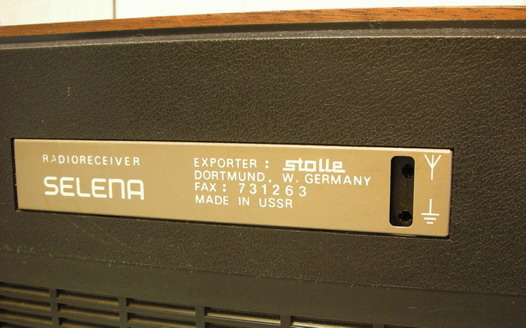 RADIORECEIVER
SELENA
EXPORTER : stolle
DORTMUND, W. GERMANY
FAX : 731263
MADE IN USSR